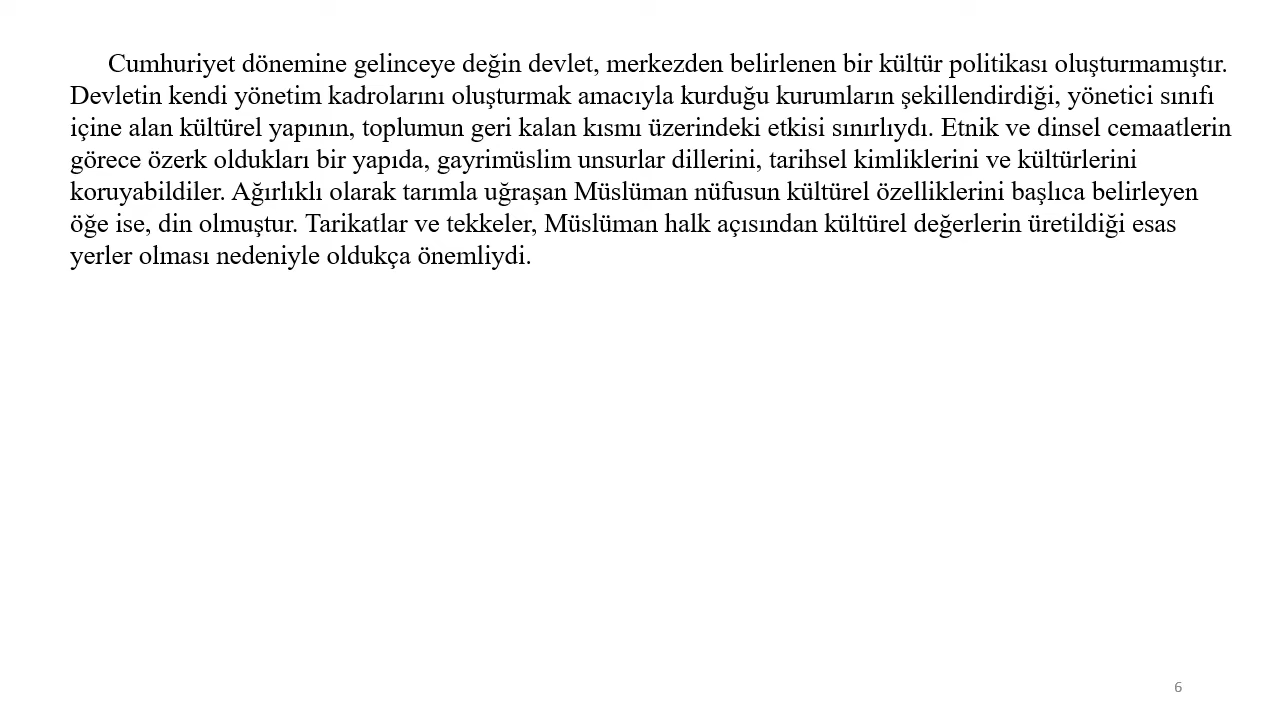 Cumhuriyet dönemine gelinceye değin devlet, merkezden belirlenen bir kültür politikası oluşturmamıştır.
Devletin kendi yönetim kadrolarını oluşturmak amacıyla kurduğu kurumların şekillendirdiği, yönetici sınıfı
içine alan kültürel yapının, toplumun geri kalan kısmı üzerindeki etkisi sınırlıydı. Etnik ve dinsel cemaatlerin
görece özerk oldukları bir yapıda, gayrimüslim unsurlar dillerini, tarihsel kimliklerini ve kültürlerini
koruyabildiler. Ağırlıklı olarak tarımla uğraşan Müslüman nüfusun kültürel özelliklerini başlıca belirleyen
öğe ise, din olmuştur. Tarikatlar ve tekkeler, Müslüman halk açısından kültürel değerlerin üretildiği esas
yerler olması nedeniyle oldukça önemliydi.
6